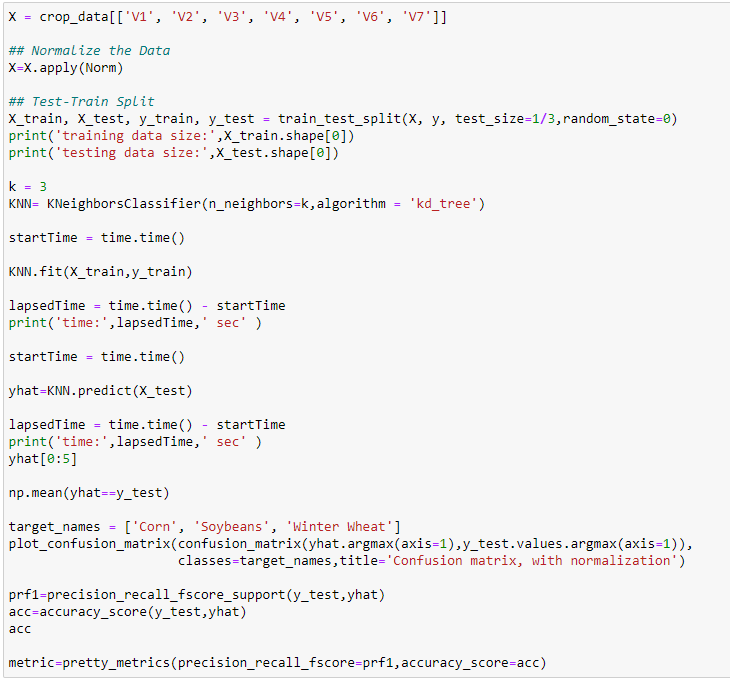 X = crop_data[['V1', 'V2', 'V3', 'V4', 'V5', 'V6', 'V7']]
## Normalize the Data
X=X.apply(Norm)
## Test-Train Split
X_train, X_test, y_train, y_test = train_test_split(X, y, test_size=1/3,random_state=0)
print('training data size:',X_train.shape[0])
print('testing data size:',X_test.shape[0])
k = 3
KNN= KNeighborsClassifier(n_neighbors=k,algorithm = 'kd_tree')
startTime = time.time()
KNN.fit(X_train,y_train)
lapsedTime = time.time() - startTime
print('time:',lapsedTime,' sec' )
startTime = time.time()
yhat=KNN.predict(X_test)
lapsedTime = time.time() - startTime
print('time:',lapsedTime,' sec' )
yhat[0:5]
np.mean(yhat==y_test)
target_names = ['Corn', 'Soybeans', 'Winter Wheat']
plot_confusion_matrix(confusion_matrix(yhat.argmax(axis=1),y_test.values.argmax(axis=1)),
classes=target_names,title='Confusion matrix, with normalization')
prf1=precision_recall_fscore_support(y_test,yhat)
acc=accuracy_score(y_test,yhat)
acc
metric=pretty_metrics(precision_recall_fscore=prf1,accuracy_score=acc)